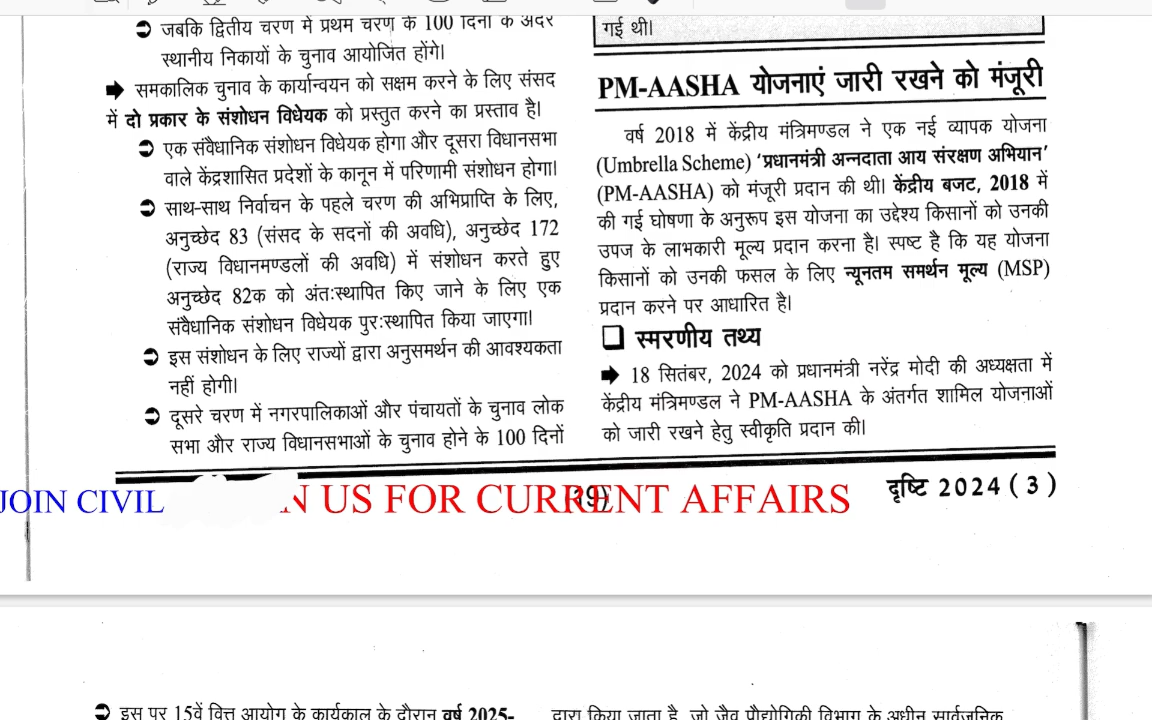 जबकि द्वितीय चरण में प्रथम चरण के 100 दिनों के अंदर
स्थानीय निकायों के चुनाव आयोजित होंगे।
समकालिक चुनाव के कार्यान्वयन को सक्षम करने के लिए संसद
में दो प्रकार के संशोधन विधेयक को प्रस्तुत करने का प्रस्ताव है।
एक संवैधानिक संशोधन विधेयक होगा और दूसरा विधानसभा
वाले केंद्रशासित प्रदेशों के कानून में परिणामी संशोधन होगा।
साथ-साथ निर्वाचन के पहले चरण की अभिप्राप्ति के लिए,
अनुच्छेद 83 (संसद के सदनों की अवधि), अनुच्छेद 172
(राज्य विधानमण्डलों की अवधि) में संशोधन करते हुए
अनुच्छेद 82क को अंतःस्थापित किए जाने के लिए एक
संवैधानिक संशोधन विधेयक पुरःस्थापित किया जाएगा।
इस संशोधन के लिए राज्यों द्वारा अनुसमर्थन की आवश्यकता
नहीं होगी।
दूसरे चरण में नगरपालिकाओं और पंचायतों के चुनाव लोक
सभा और राज्य विधानसभाओं के चुनाव होने के 100 दिनों
गई थी।
PM-AASHA योजनाएं जारी रखने को मंजूरी
वर्ष 2018 में केंद्रीय मंत्रिमण्डल ने एक नई व्यापक योजना
(Umbrella Scheme) ‘प्रधानमंत्री अन्नदाता आय संरक्षण अभियान’
(PM-AASHA) को मंजूरी प्रदान की थी। केंद्रीय बजट, 2018 में
की गई घोषणा के अनुरूप इस योजना का उद्देश्य किसानों को उनकी
उपज के लाभकारी मूल्य प्रदान करना है। स्पष्ट है कि यह योजना
किसानों को उनकी फसल के लिए न्यूनतम समर्थन मूल्य (MSP)
प्रदान करने पर आधारित है।
स्मरणीय तथ्य
18 सितंबर, 2024 को प्रधानमंत्री नरेंद्र मोदी की अध्यक्षता में
केंद्रीय मंत्रिमण्डल ने PM-AASHA के अंतर्गत शामिल योजनाओं
को जारी रखने हेतु स्वीकृति प्रदान की।
JOIN CIVIL N US FOR CURRENT AFFAIRS
दृष्टि 2024 ( 3 )
इस पर 15वें वित्त आयोग के कार्यकाल के दौरान वर्ष 2025-
द्वारा किया जाता है, जो जैव प्रौद्योगिकी विभाग के अधीन सार्वजनिक